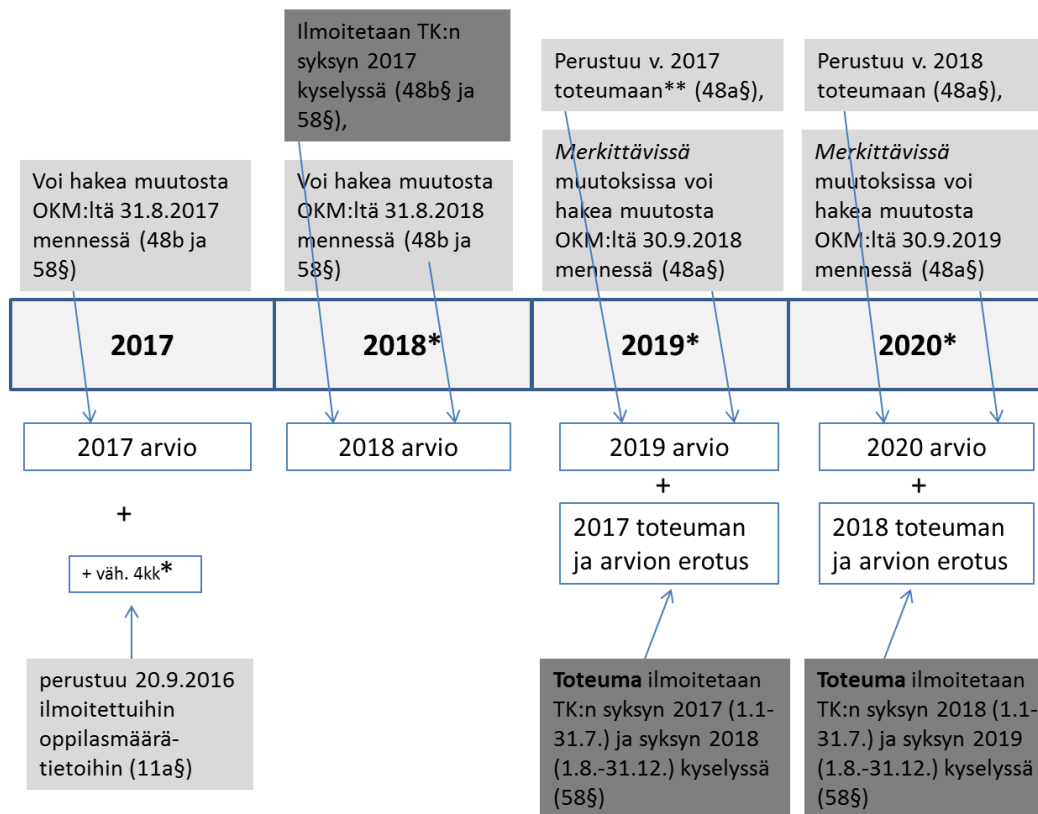 Ilmoitetaan TK:n
syksyn 2017
kyselyssä (48b§ ja
58§),
Perustuu v. 2017
toteumaan** (48a§),
Perustuu v. 2018
toteumaan (48a§),
Voi hakea muutosta
OKM:ltä 31.8.2017
mennessä (48b ja
58§)
Voi hakea muutosta
OKM:ltä 31.8.2018
mennessä (48b ja
58§)
Merkittävissä
muutoksissa voi
hakea muutosta
OKM:ltä 30.9.2018
mennessä (48a§)
Merkittävissä
muutoksissa voi
hakea muutosta
OKM:ltä 30.9.2019
mennessä (48a§)
2017
2018*
2019*
2020*
2017 arvio
2018 arvio
2019 arvio
2020 arvio
+
+
+
+ väh. 4kk*
2017 toteuman
ja arvion erotus
2018 toteuman
ja arvion erotus
perustuu 20.9.2016
ilmoitettuihin
oppilasmäärä-
tietoihin (11a§)
Toteuma ilmoitetaan
TK:n syksyn 2017 (1.1-
31.7.) ja syksyn 2018
(1.8.-31.12.) kyselyssä
(58§)
Toteuma ilmoitetaan
TK:n syksyn 2018 (1.1-
31.7.) ja syksyn 2019
(1.8.-31.12.) kyselyssä
(58§)